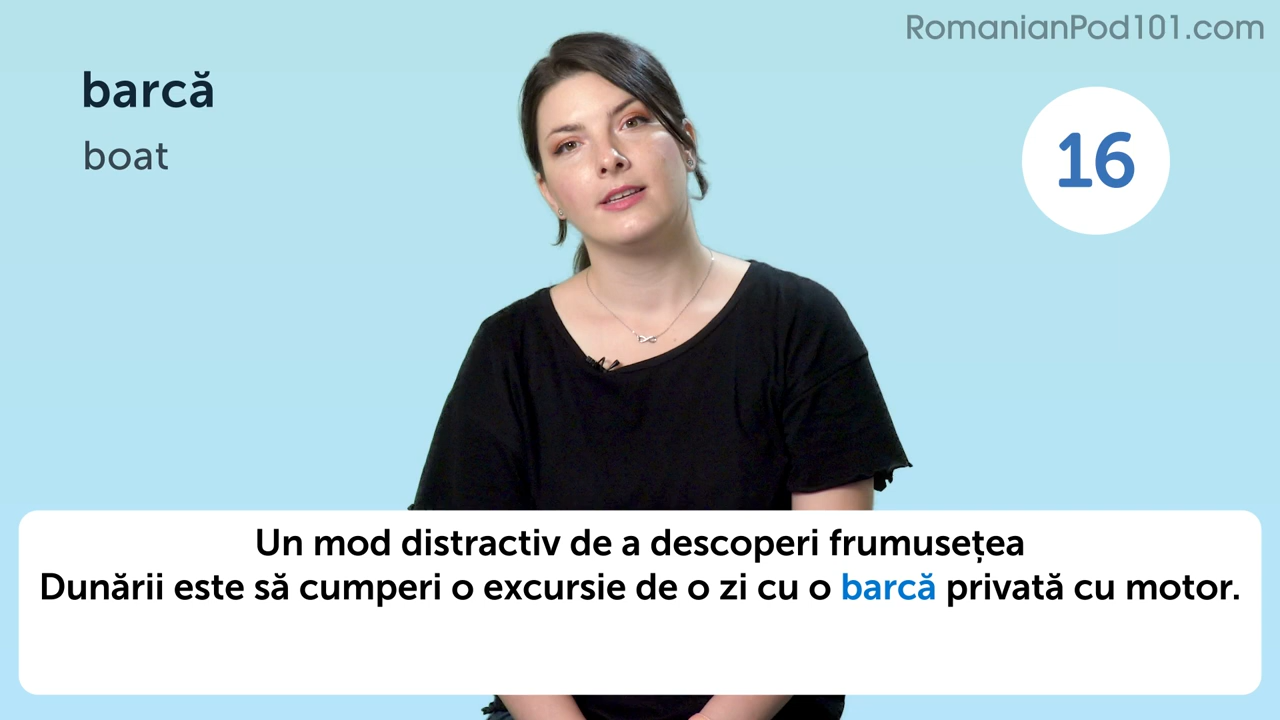 RomanianPod101.com
barcă
boat
16
Un mod distractiv de a descoperi frumusețea
Dunării este să cumperi o excursie de o zi cu o barcă privată cu motor.